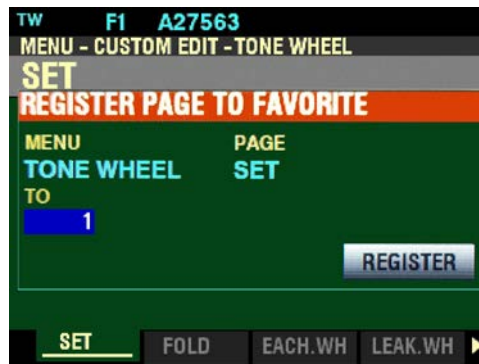 TW F1 A27563
MENU - CUSTOM EDIT - TONE WHEEL
SET
REGISTER PAGE TO FAVORITE
MENU PAGE
TONE WHEEL SET
TO
1
REGISTER
SET FOLD EACH.WH LEAK.WH